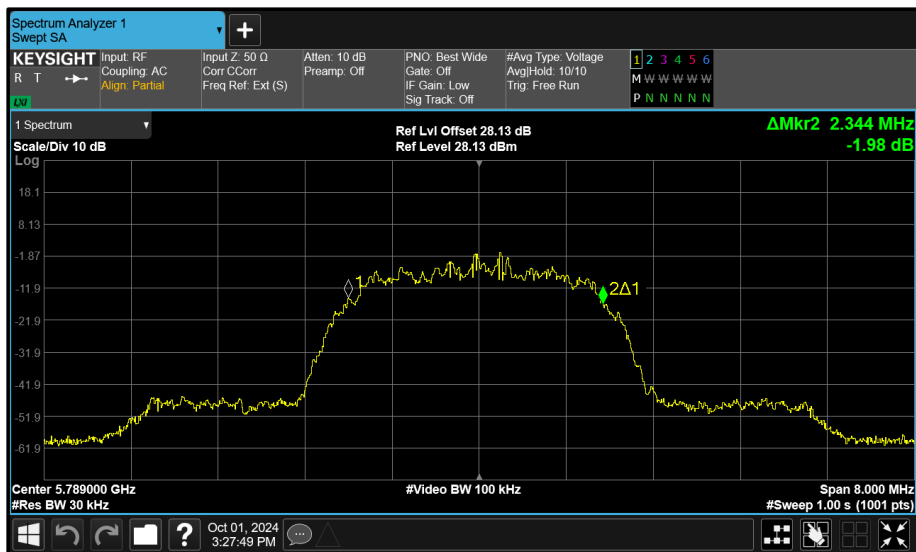 Spectrum Analyzer 1
Swept SA
KEYSIGHT
R T
LXI
Input: RF
Coupling: AC
Align: Partial
Input Z: 50 Ω
Corr CCorr
Freq Ref: Ext (S)
Atten: 10 dB
Preamp: Off
PNO: Best Wide
Gate: Off
IF Gain: Low
Sig Track: Off
#Avg Type: Voltage
Avg|Hold: 10/10
Trig: Free Run
1 2 3 4 5 6
M W W W W W
P N N N N N
1 Spectrum
Scale/Div 10 dB
Ref Lvl Offset 28.13 dB
Ref Level 28.13 dBm
ΔMkr2 2.344 MHz
-1.98 dB
Log
18.1
8.13
-1.87
-11.9
-21.9
-31.9
-41.9
-51.9
-61.9
1
2Δ1
Center 5.789000 GHz
#Res BW 30 kHz
#Video BW 100 kHz
Span 8.000 MHz
#Sweep 1.00 s (1001 pts)
?
Oct 01, 2024
3:27:49 PM